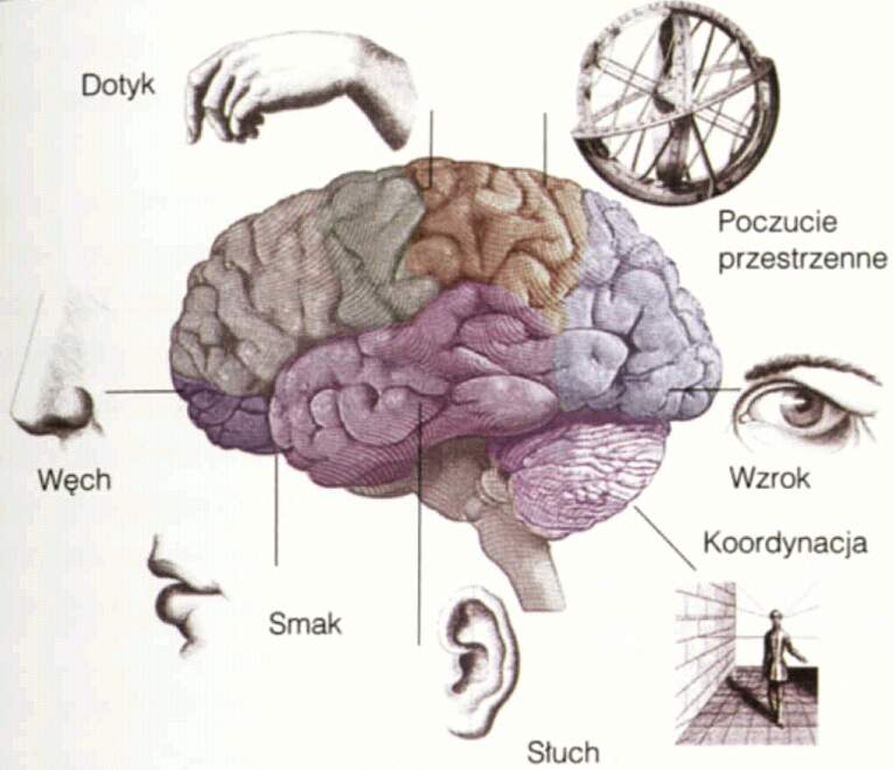 Dotyk
Poczucie
przestrzenne
Węch
Wzrok
Koordynacja
Smak
Słuch